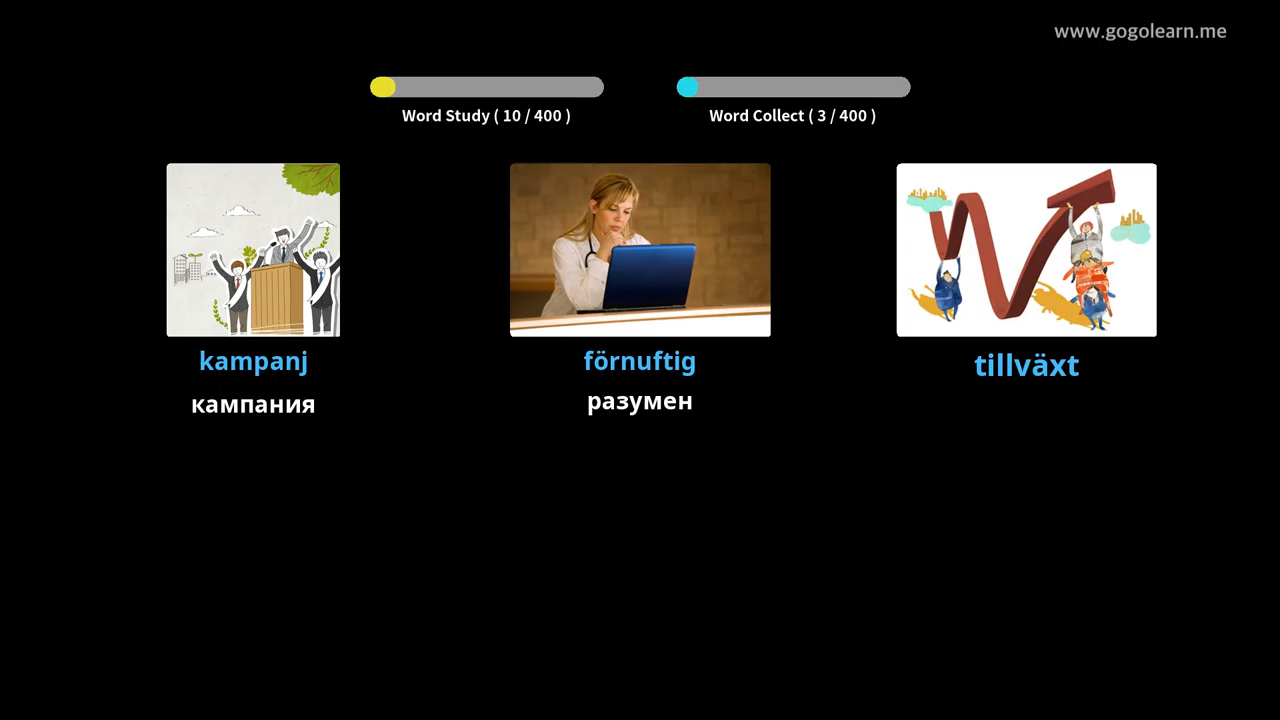 www.gogolearn.me
Word Study ( 10 / 400 )
Word Collect ( 3 / 400 )
kampanj
кампания
förnuftig
разумен
tillväxt